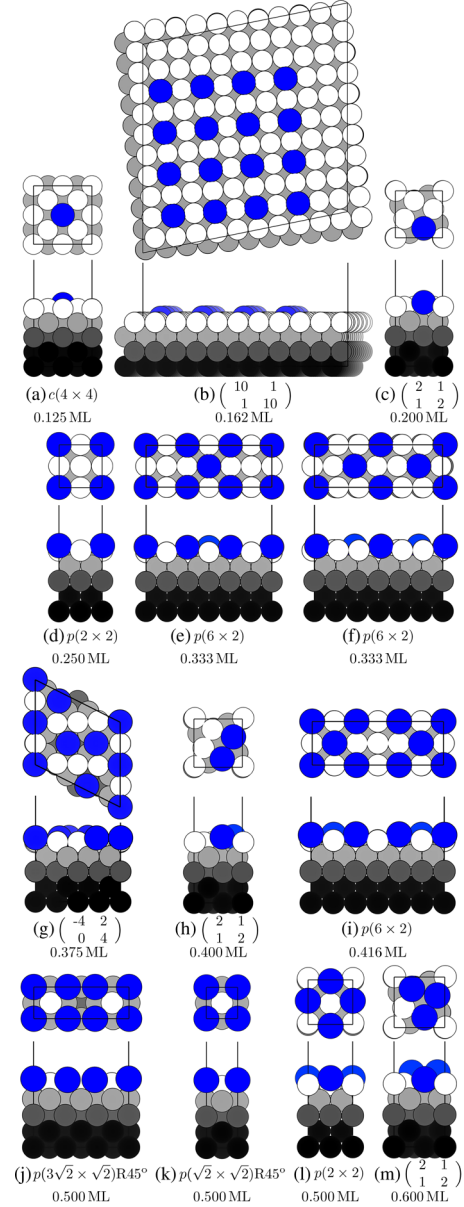 (a) c(4 × 4)
0.125 ML
(b) ( 10 1
1 10 )
0.162 ML
(c) ( 2 1
1 2 )
0.200 ML
(d) p(2 × 2)
0.250 ML
(e) p(6 × 2)
0.333 ML
(f) p(6 × 2)
0.333 ML
(g) ( -4 2
0 4 )
0.375 ML
(h) ( 2 1
1 2 )
0.400 ML
(i) p(6 × 2)
0.416 ML
(j) p(3√2 × √2)R45°
0.500 ML
(k) p(√2 × √2)R45°
0.500 ML
(l) p(2 × 2)
0.500 ML
(m) ( 2 1
1 2 )
0.600 ML